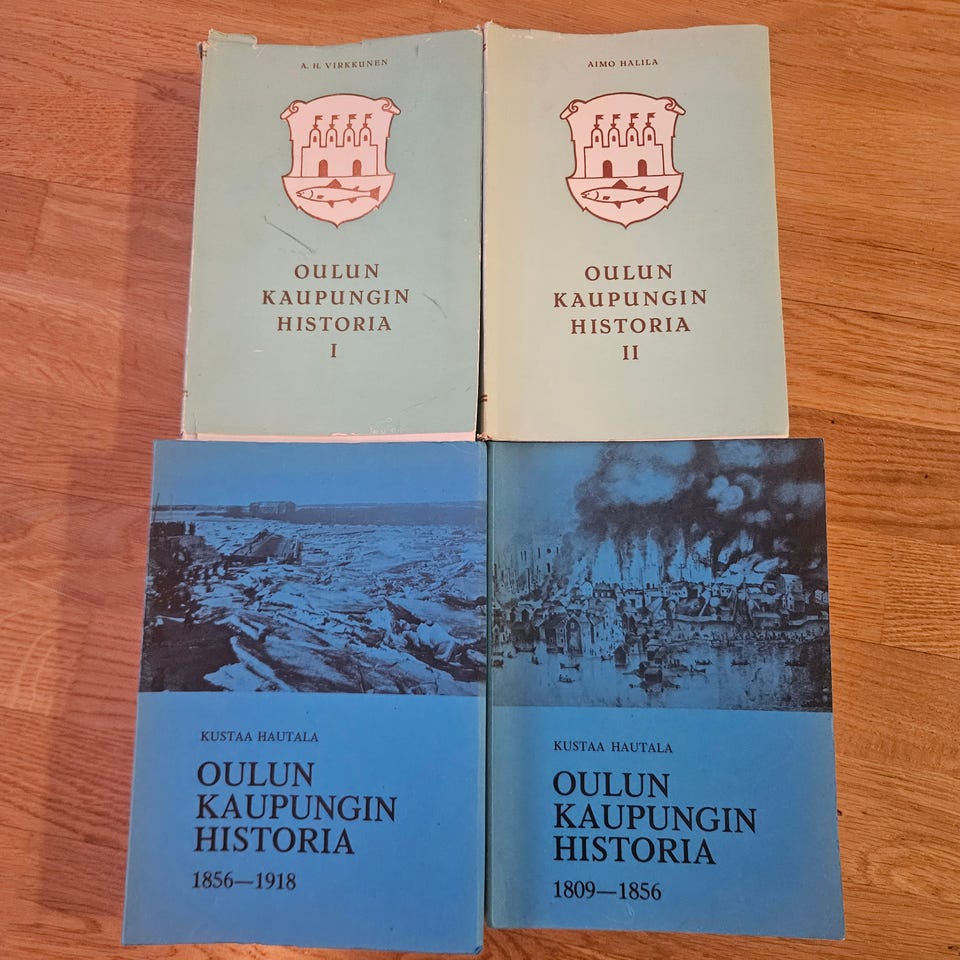 A. H. VIRKKUNEN
OULUN
KAUPUNGIN
HISTORIA
I
AIMO HALILA
OULUN
KAUPUNGIN
HISTORIA
II
KUSTAA HAUTALA
OULUN
KAUPUNGIN
HISTORIA
1856—1918
KUSTAA HAUTALA
OULUN
KAUPUNGIN
HISTORIA
1809—1856